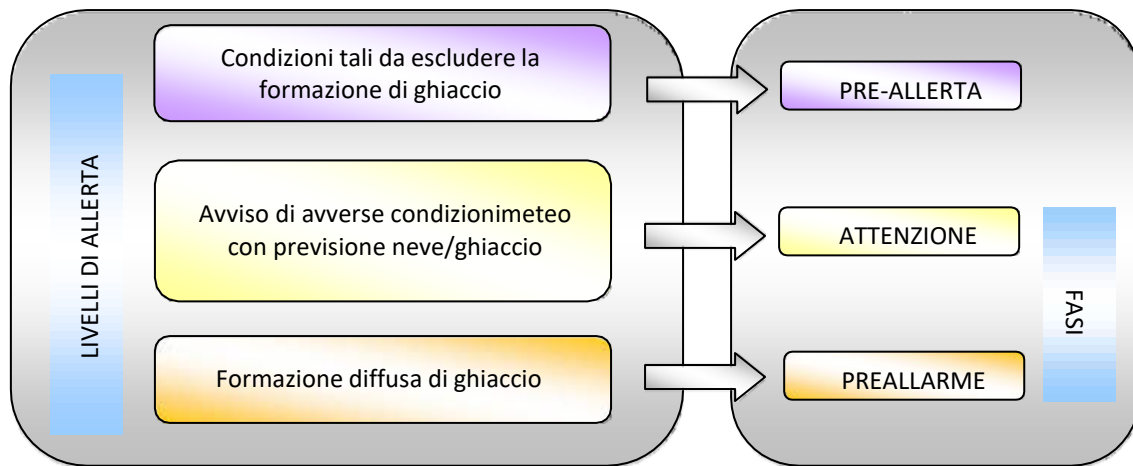 LIVELLI DI ALLERTA
Condizioni tali da escludere la
formazione di ghiaccio
PRE-ALLERTA
Avviso di avverse condizionimeteo
con previsione neve/ghiaccio
ATTENZIONE
Formazione diffusa di ghiaccio
PREALLARME
FASI